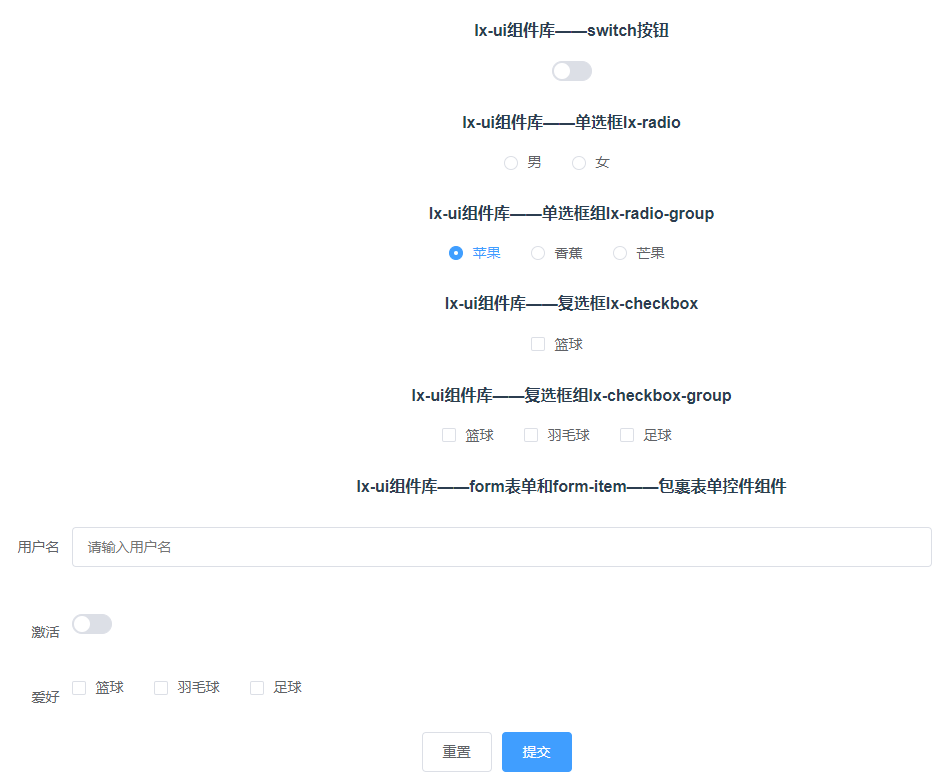 lx-ui组件库——switch按钮
lx-ui组件库——单选框lx-radio
男 女
lx-ui组件库——单选框组lx-radio-group
苹果 香蕉 芒果
lx-ui组件库——复选框lx-checkbox
篮球
lx-ui组件库——复选框组lx-checkbox-group
篮球 羽毛球 足球
lx-ui组件库——form表单和form-item——包裹表单控件组件
用户名 请输入用户名
激活
爱好 篮球 羽毛球 足球
重置 提交